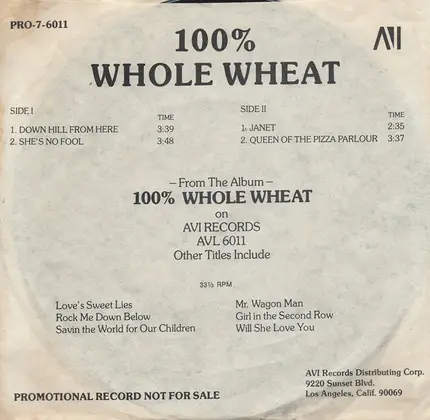 PRO-7-6011
AVI
100%
WHOLE WHEAT
SIDE I TIME
1. DOWN HILL FROM HERE 3:39
2. SHE'S NO FOOL 3:48
SIDE II TIME
1. JANET 2:35
2. QUEEN OF THE PIZZA PARLOUR 3:37
– From The Album –
100% WHOLE WHEAT
on
AVI RECORDS
AVL 6011
Other Titles Include
33⅓ RPM
Love's Sweet Lies
Rock Me Down Below
Savin the World for Our Children
Mr. Wagon Man
Girl in the Second Row
Will She Love You
PROMOTIONAL RECORD NOT FOR SALE
AVI Records Distributing Corp.
9220 Sunset Blvd.
Los Angeles, Calif. 90069